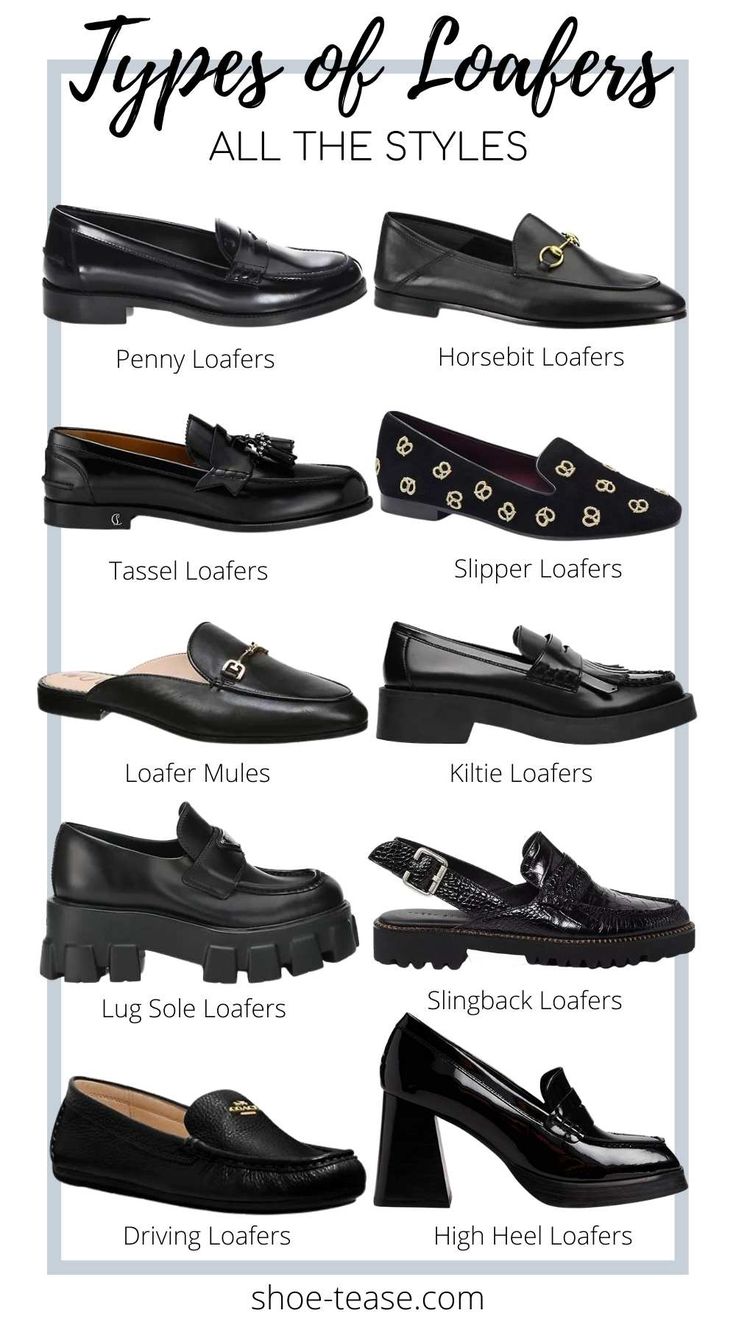 Types of Loafers
ALL THE STYLES
Penny Loafers
Horsebit Loafers
Tassel Loafers
Slipper Loafers
Loafer Mules
Kiltie Loafers
Lug Sole Loafers
Slingback Loafers
COACH
Driving Loafers
High Heel Loafers
shoe-tease.com